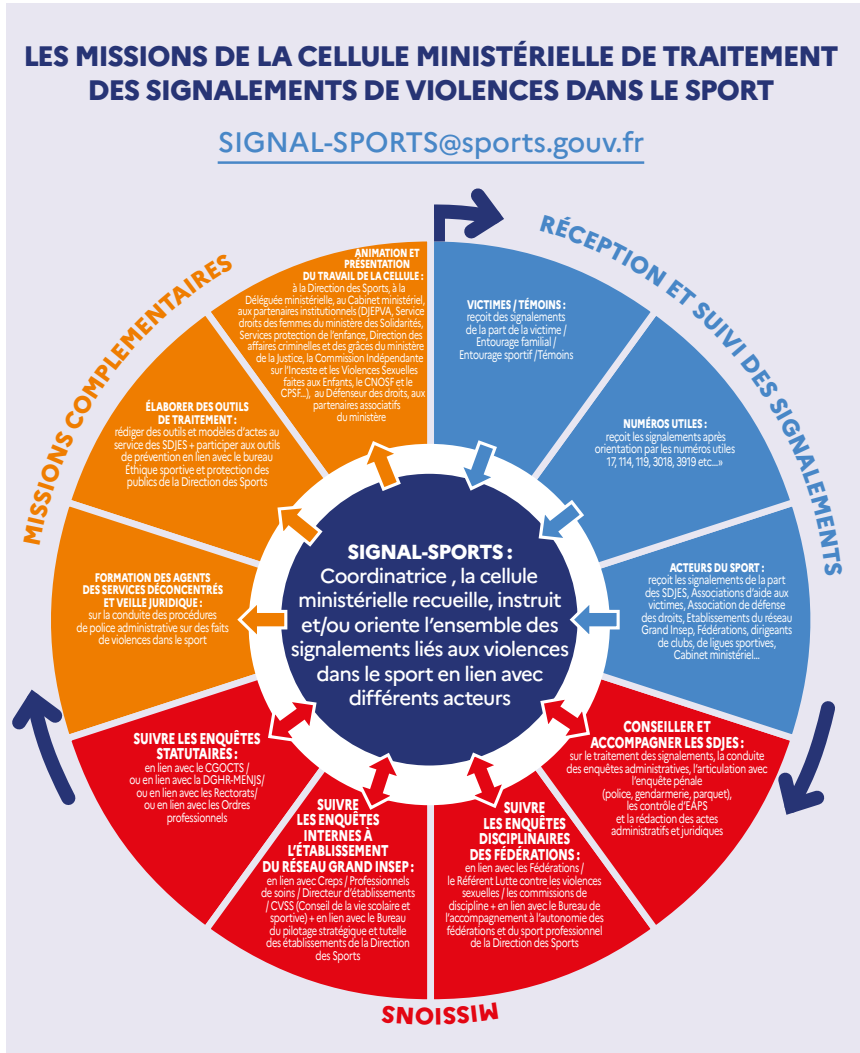 LES MISSIONS DE LA CELLULE MINISTÉRIELLE DE TRAITEMENT
DES SIGNALEMENTS DE VIOLENCES DANS LE SPORT
SIGNAL-SPORTS@sports.gouv.fr
RÉCEPTION ET SUIVI DES SIGNALEMENTS
VICTIMES / TÉMOINS :
reçoit des signalements
de la part de la victime /
Entourage familial /
Entourage sportif /Témoins
NUMÉROS UTILES :
reçoit les signalements après
orientation par les numéros utiles
17, 114, 119, 3018, 3919 etc...»
ACTEURS DU SPORT :
reçoit les signalements de la part
des SDJES, Associations d'aide aux
victimes, Association de défense
des droits, Etablissements du réseau
Grand Insep, Fédérations, dirigeants
de clubs, de ligues sportives,
Cabinet ministériel...
MISSIONS
CONSEILLER ET
ACCOMPAGNER LES SDJES :
sur le traitement des signalements, la conduite
des enquêtes administratives, l'articulation avec
l'enquête pénale
(police, gendarmerie, parquet),
les contrôle d'EAPS
et la rédaction des actes
administratifs et juridiques
SUIVRE
LES ENQUÊTES
DISCIPLINAIRES
DES FÉDÉRATIONS :
en lien avec les Fédérations /
le Référent Lutte contre les violences
sexuelles / les commissions de
discipline + en lien avec le Bureau de
l'accompagnement à l'autonomie des
fédérations et du sport professionnel
de la Direction des Sports
SUIVRE
LES ENQUÊTES
INTERNES À
L'ÉTABLISSEMENT
DU RÉSEAU GRAND INSEP :
en lien avec Creps / Professionnels
de soins / Directeur d'établissements
/ CVSS (Conseil de la vie scolaire et
sportive) + en lien avec le Bureau
du pilotage stratégique et tutelle
des établissements de la Direction
des Sports
SUIVRE LES ENQUÊTES
STATUTAIRES :
en lien avec le CGOCTS /
ou en lien avec la DGHR-MENJS/
ou en lien avec les Rectorats/
ou en lien avec les Ordres
professionnels
MISSIONS COMPLEMENTAIRES
FORMATION DES AGENTS
DES SERVICES DÉCONCENTRÉS
ET VEILLE JURIDIQUE :
sur la conduite des procédures
de police administrative sur des faits
de violences dans le sport
ÉLABORER DES OUTILS
DE TRAITEMENT :
rédiger des outils et modèles d'actes au
service des SDJES + participer aux outils
de prévention en lien avec le bureau
Éthique sportive et protection des
publics de la Direction des Sports
ANIMATION ET
PRÉSENTATION
DU TRAVAIL DE LA CELLULE :
à la Direction des Sports, à la
Déléguée ministérielle, au Cabinet ministériel,
aux partenaires institutionnels (DJEPVA, Service
droits des femmes du ministère des Solidarités,
Services protection de l'enfance, Direction des
affaires criminelles et des grâces du ministère
de la Justice, la Commission Indépendante
sur l'Inceste et les Violences Sexuelles
faites aux Enfants, le CNOSF et le
CPSF...), au Défenseur des droits, aux
partenaires associatifs
du ministère
SIGNAL-SPORTS :
Coordinatrice , la cellule
ministérielle recueille, instruit
et/ou oriente l'ensemble des
signalements liés aux violences
dans le sport en lien avec
différents acteurs